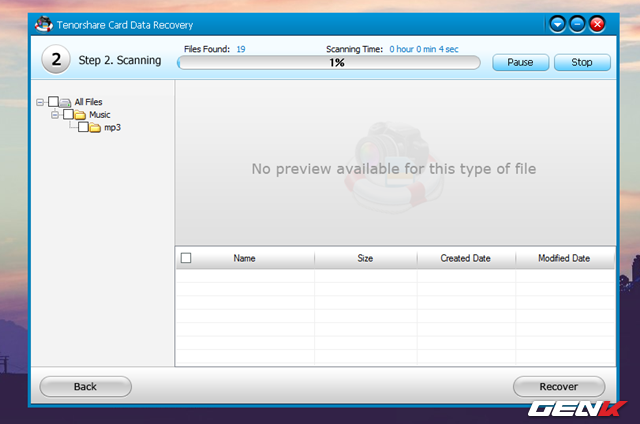 Tenorshare Card Data Recovery
2 Step 2. Scanning
Files Found: 19 Scanning Time: 0 hour 0 min 4 sec
1%
Pause Stop
All Files
Music
mp3
No preview available for this type of file
Name Size Created Date Modified Date
Back Recover
GENK